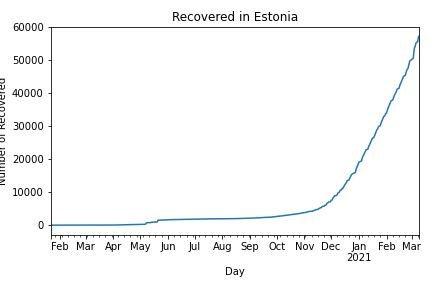 Recovered in Estonia
Number of Recovered
60000
50000
40000
30000
20000
10000
0
Feb Mar Apr May Jun Jul Aug Sep Oct Nov Dec Jan Feb Mar
2021
Day